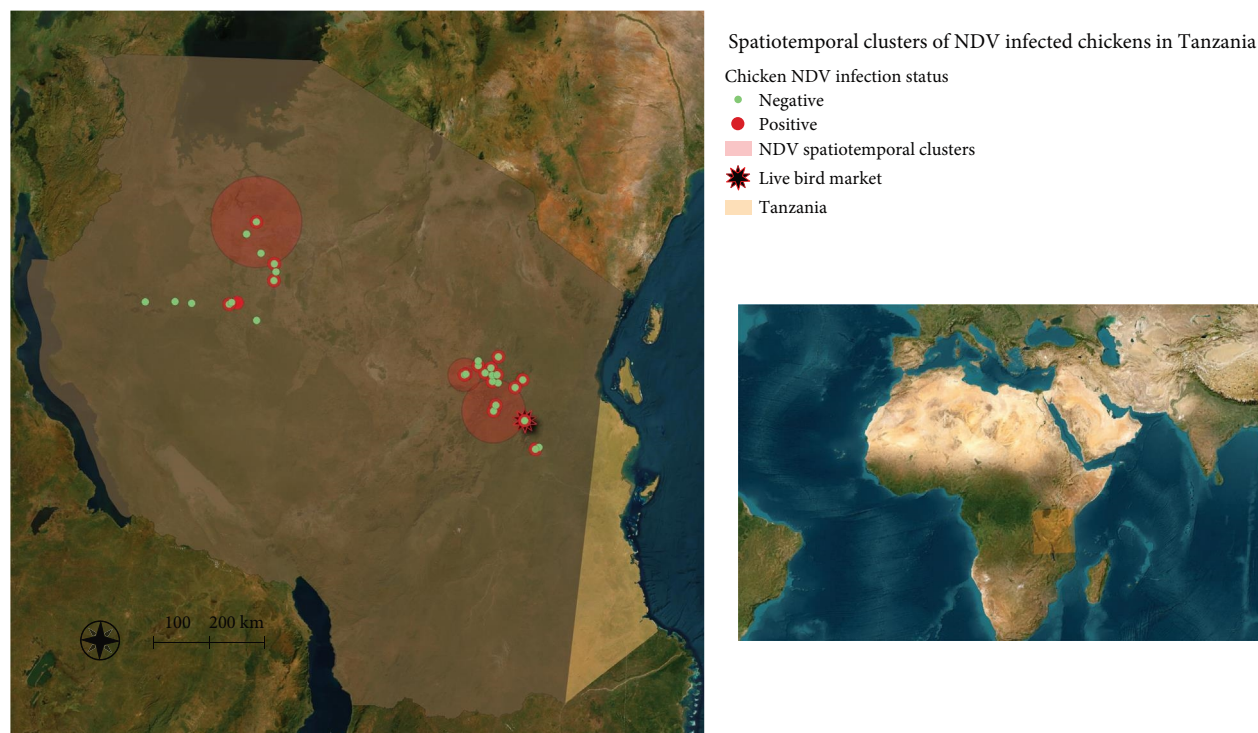 Spatiotemporal clusters of NDV infected chickens in Tanzania
Chicken NDV infection status
Negative
Positive
NDV spatiotemporal clusters
Live bird market
Tanzania
100 200 km